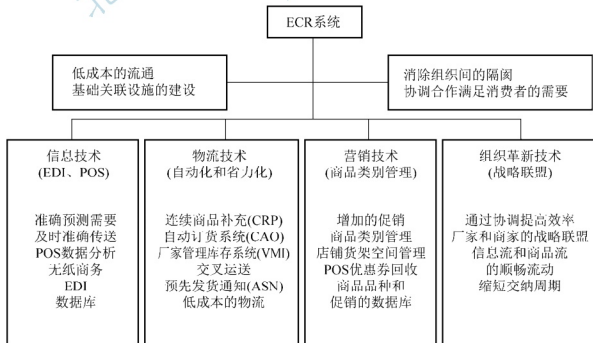 ECR系统
低成本的流通
基础关联设施的建设
消除组织间的隔阂
协调合作满足消费者的需要
信息技术
(EDI、POS)
准确预测需要
及时准确传送
POS数据分析
无纸商务
EDI
数据库
物流技术
(自动化和省力化)
连续商品补充(CRP)
自动订货系统(CAO)
厂家管理库存系统(VMI)
交叉运送
预先发货通知(ASN)
低成本的物流
营销技术
(商品类别管理)
增加的促销
商品类别管理
店铺货架空间管理
POS优惠券回收
商品品种和
促销的数据库
组织革新技术
(战略联盟)
通过协调提高效率
厂家和商家的战略联盟
信息流和商品流
的顺畅流动
缩短交纳周期